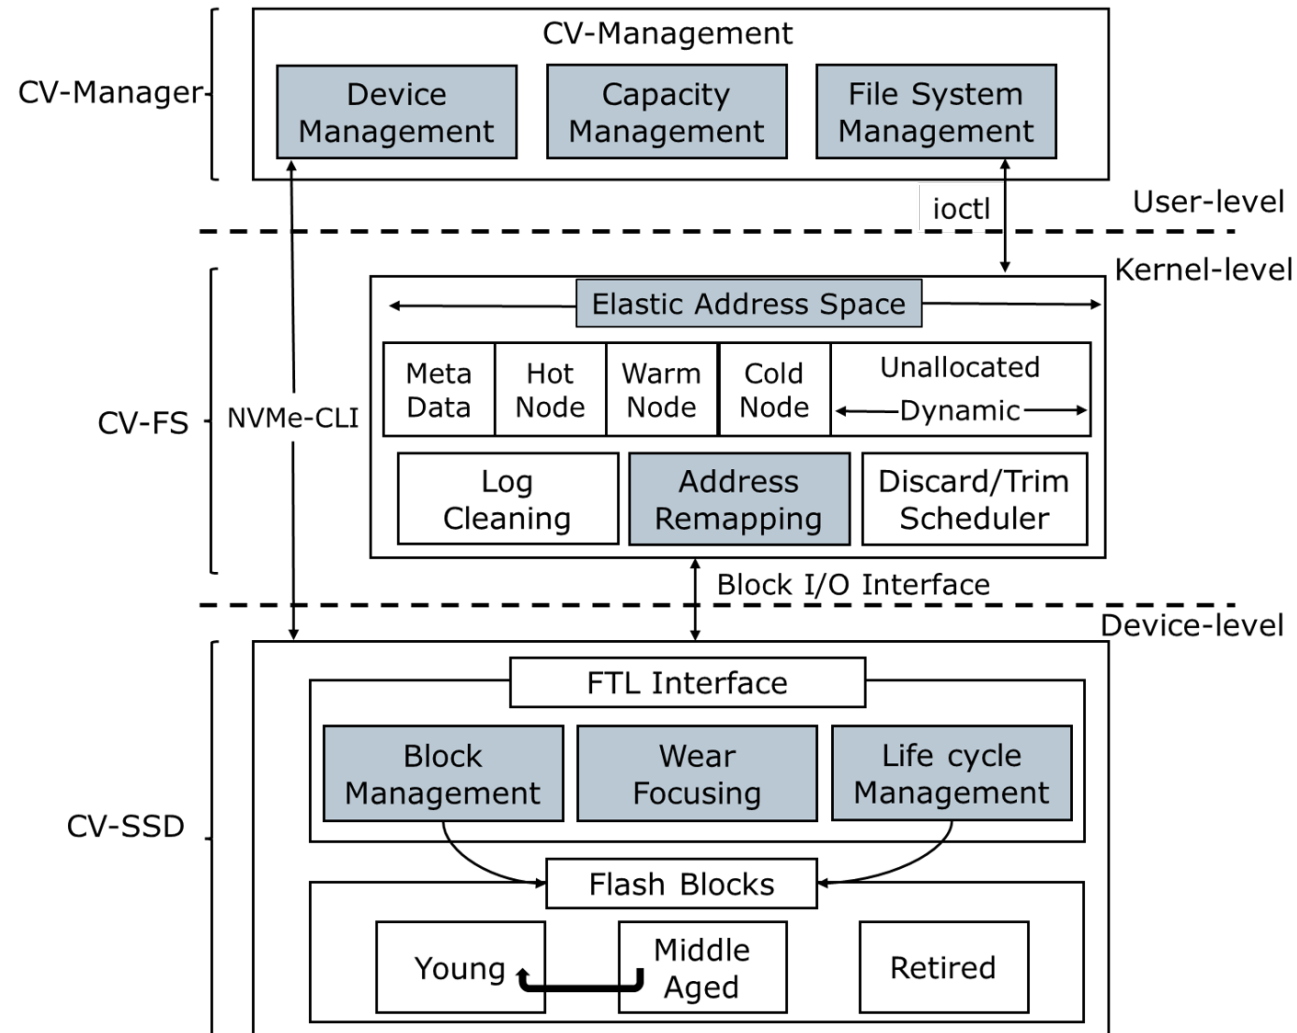 CV-Management
CV-Manager
Device
Management
Capacity
Management
File System
Management
ioctl
User-level
Kernel-level
Elastic Address Space
Meta
Data
Hot
Node
Warm
Node
Cold
Node
Unallocated
Dynamic
CV-FS
NVMe-CLI
Log
Cleaning
Address
Remapping
Discard/Trim
Scheduler
Block I/O Interface
Device-level
FTL Interface
Block
Management
Wear
Focusing
Life cycle
Management
CV-SSD
Flash Blocks
Young
Middle
Aged
Retired